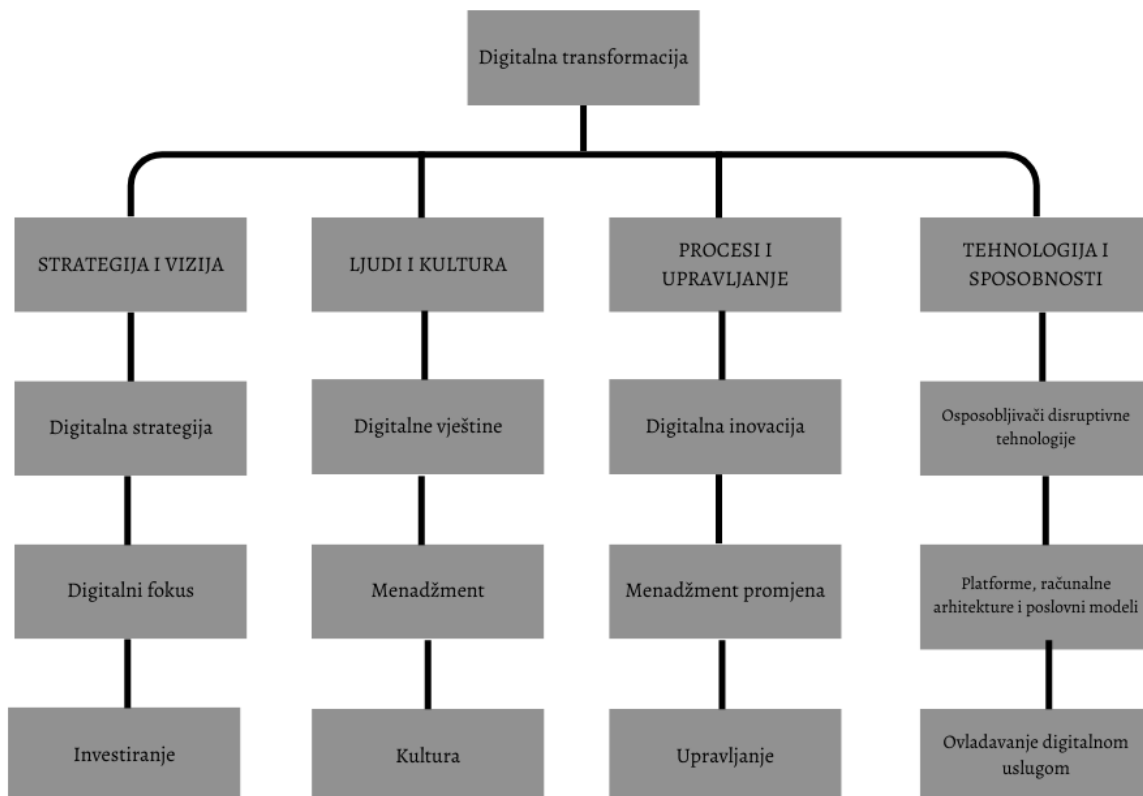 Digitalna transformacija
STRATEGIJA I VIZIJA
LJUDI I KULTURA
PROCESI I
UPRAVLJANJE
TEHNOLOGIJA I
SPOSOBNOSTI
Digitalna strategija
Digitalne vještine
Digitalna inovacija
Osposobljivači disruptivne
tehnologije
Digitalni fokus
Menadžment
Menadžment promjena
Platforme, računalne
arhitekture i poslovni modeli
Investiranje
Kultura
Upravljanje
Ovladavanje digitalnom
uslugom